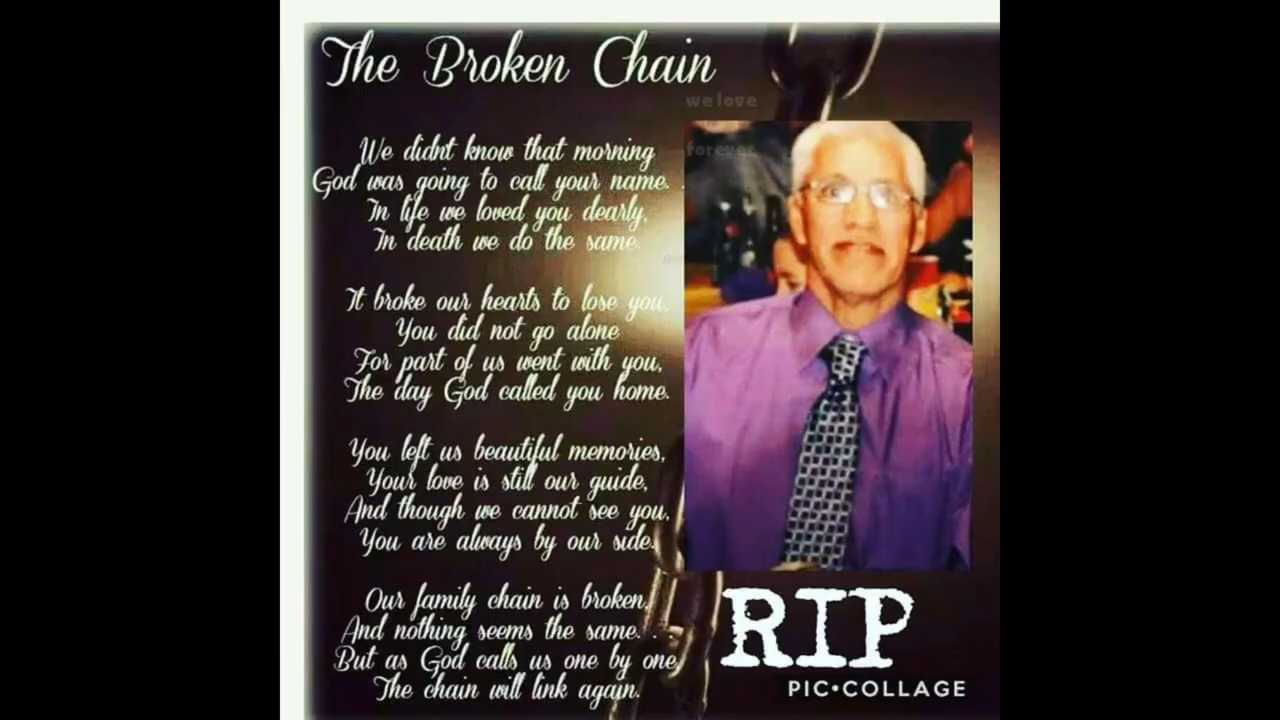 The Broken Chain
we love
forever
We didnt know that morning
God was going to call your name. .
In life we loved you dearly,
In death we do the same.
It broke our hearts to lose you,
You did not go alone
For part of us went with you,
The day God called you home.
You left us beautiful memories,
Your love is still our guide,
And though we cannot see you,
You are always by our side.
Our family chain is broken,
And nothing seems the same. . .
But as God calls us one by one,
The chain will link again.
RIP
PIC•COLLAGE